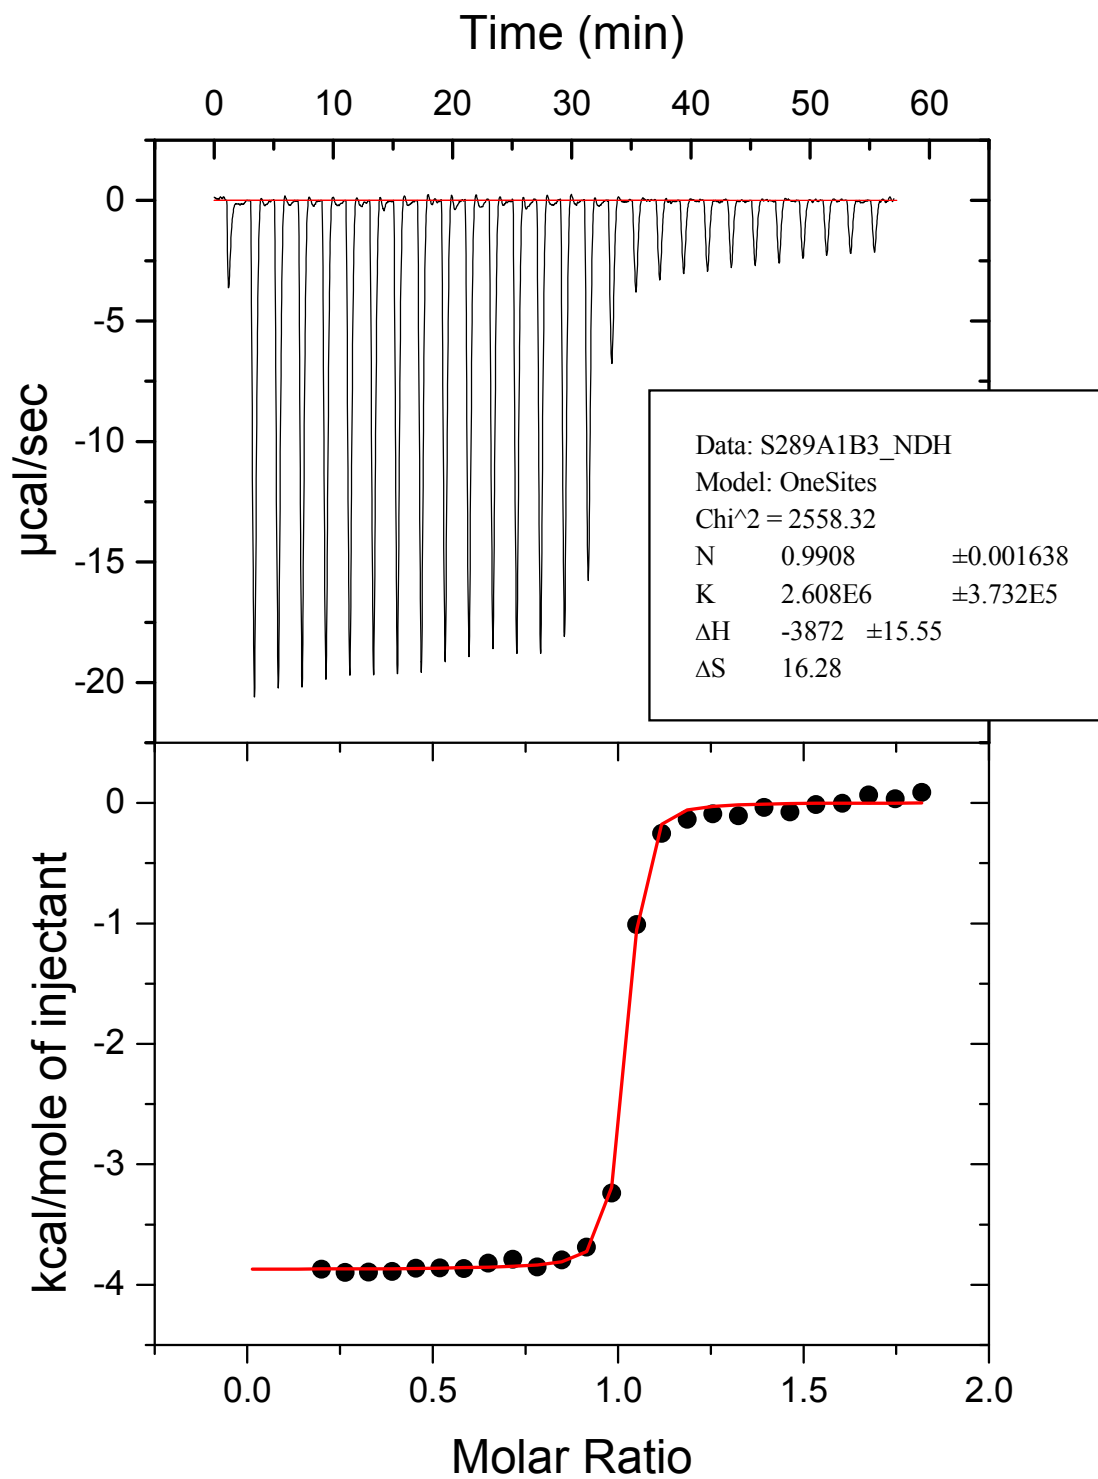 Time (min)
0 10 20 30 40 50 60
0
-5
-10
-15
-20
µcal/sec
Data: S289A1B3_NDH
Model: OneSites
Chi^2 = 2558.32
N 0.9908 ±0.001638
K 2.608E6 ±3.732E5
ΔH -3872 ±15.55
ΔS 16.28
0
-1
-2
-3
-4
kcal/mole of injectant
0.0 0.5 1.0 1.5 2.0
Molar Ratio